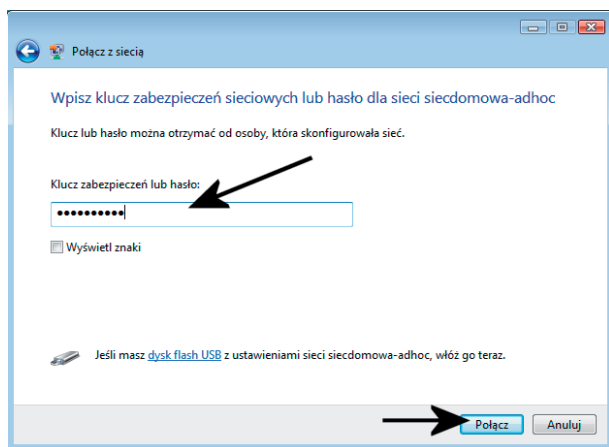 Połącz z siecią
Wpisz klucz zabezpieczeń sieciowych lub hasło dla sieci siecdomowa-adhoc
Klucz lub hasło można otrzymać od osoby, która skonfigurowała sieć.
Klucz zabezpieczeń lub hasło:
••••••••••
Wyświetl znaki
Jeśli masz dysk flash USB z ustawieniami sieci siecdomowa-adhoc, włóż go teraz.
Połącz Anuluj